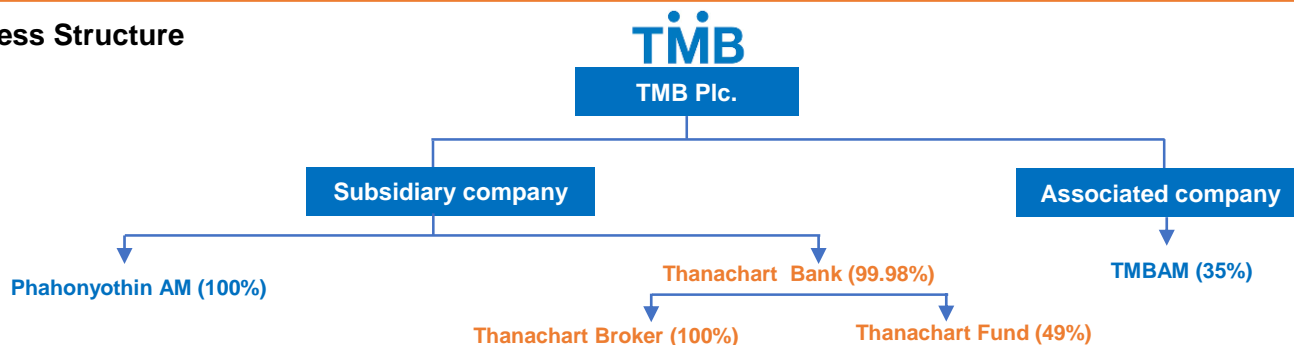 ess Structure
TMB
TMB Plc.
Subsidiary company
Associated company
Phahonyothin AM (100%)
Thanachart Bank (99.98%)
TMBAM (35%)
Thanachart Broker (100%)
Thanachart Fund (49%)